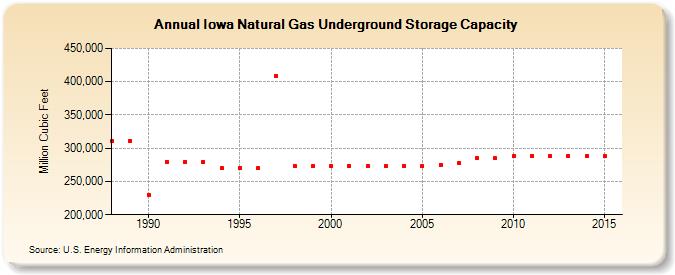 Annual Iowa Natural Gas Underground Storage Capacity
Million Cubic Feet
450,000
400,000
350,000
300,000
250,000
200,000
1990 1995 2000 2005 2010 2015
Source: U.S. Energy Information Administration